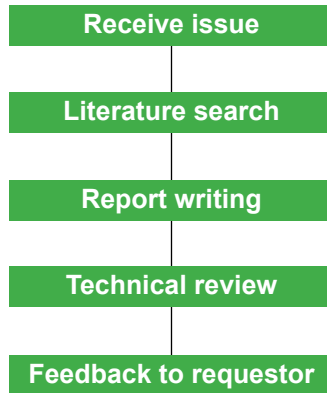 Receive issue
Literature search
Report writing
Technical review
Feedback to requestor